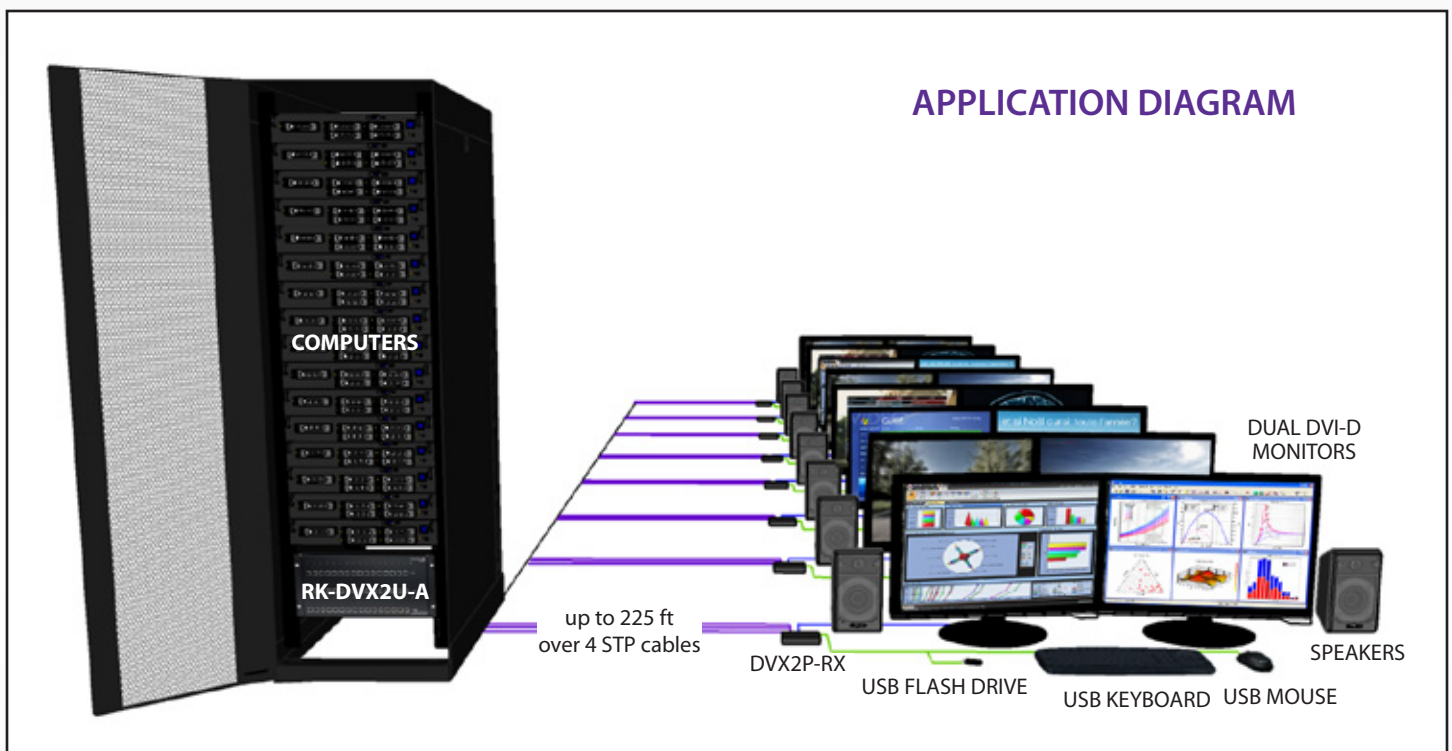 APPLICATION DIAGRAM
COMPUTERS
RK-DVX2U-A
up to 225 ft
over 4 STP cables
DVX2P-RX
USB FLASH DRIVE
USB KEYBOARD
USB MOUSE
SPEAKERS
DUAL DVI-D
MONITORS